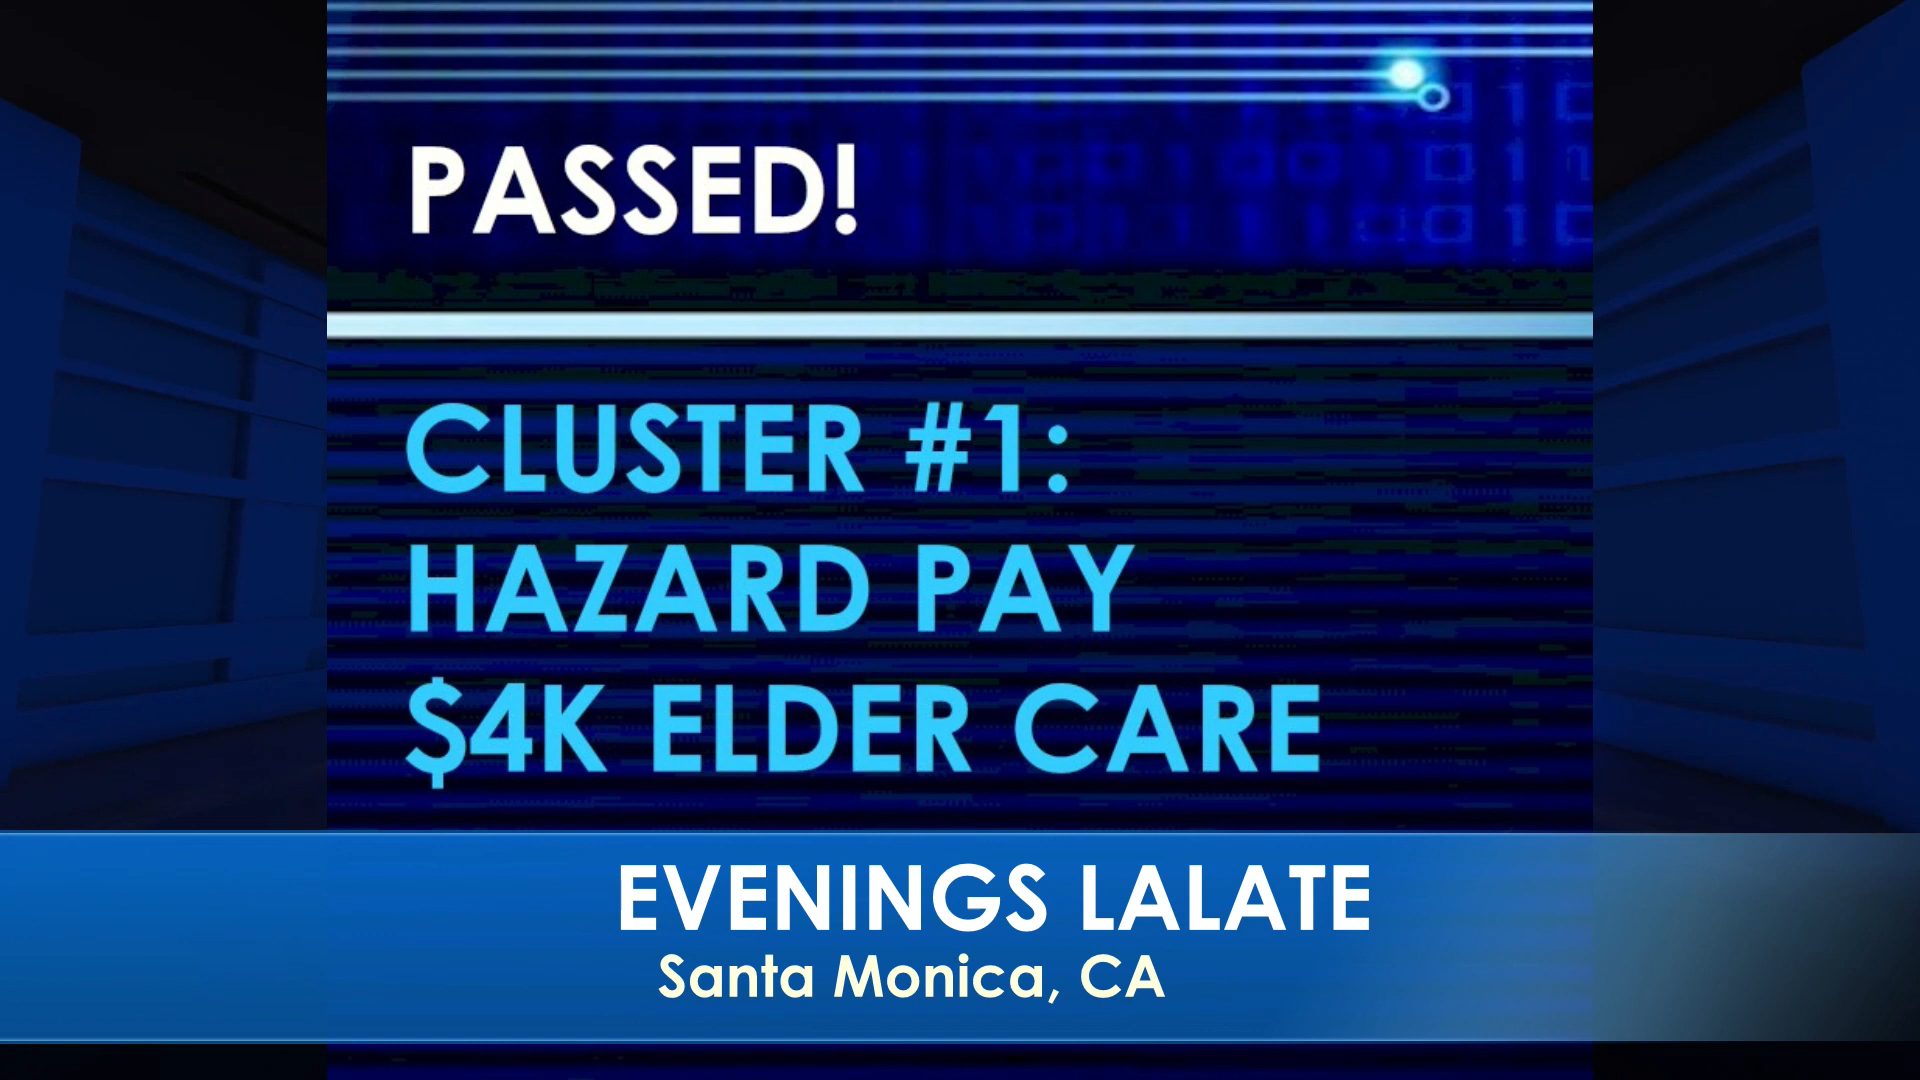 PASSED!
CLUSTER #1:
HAZARD PAY
$4K ELDER CARE
EVENINGS LALATE
Santa Monica, CA